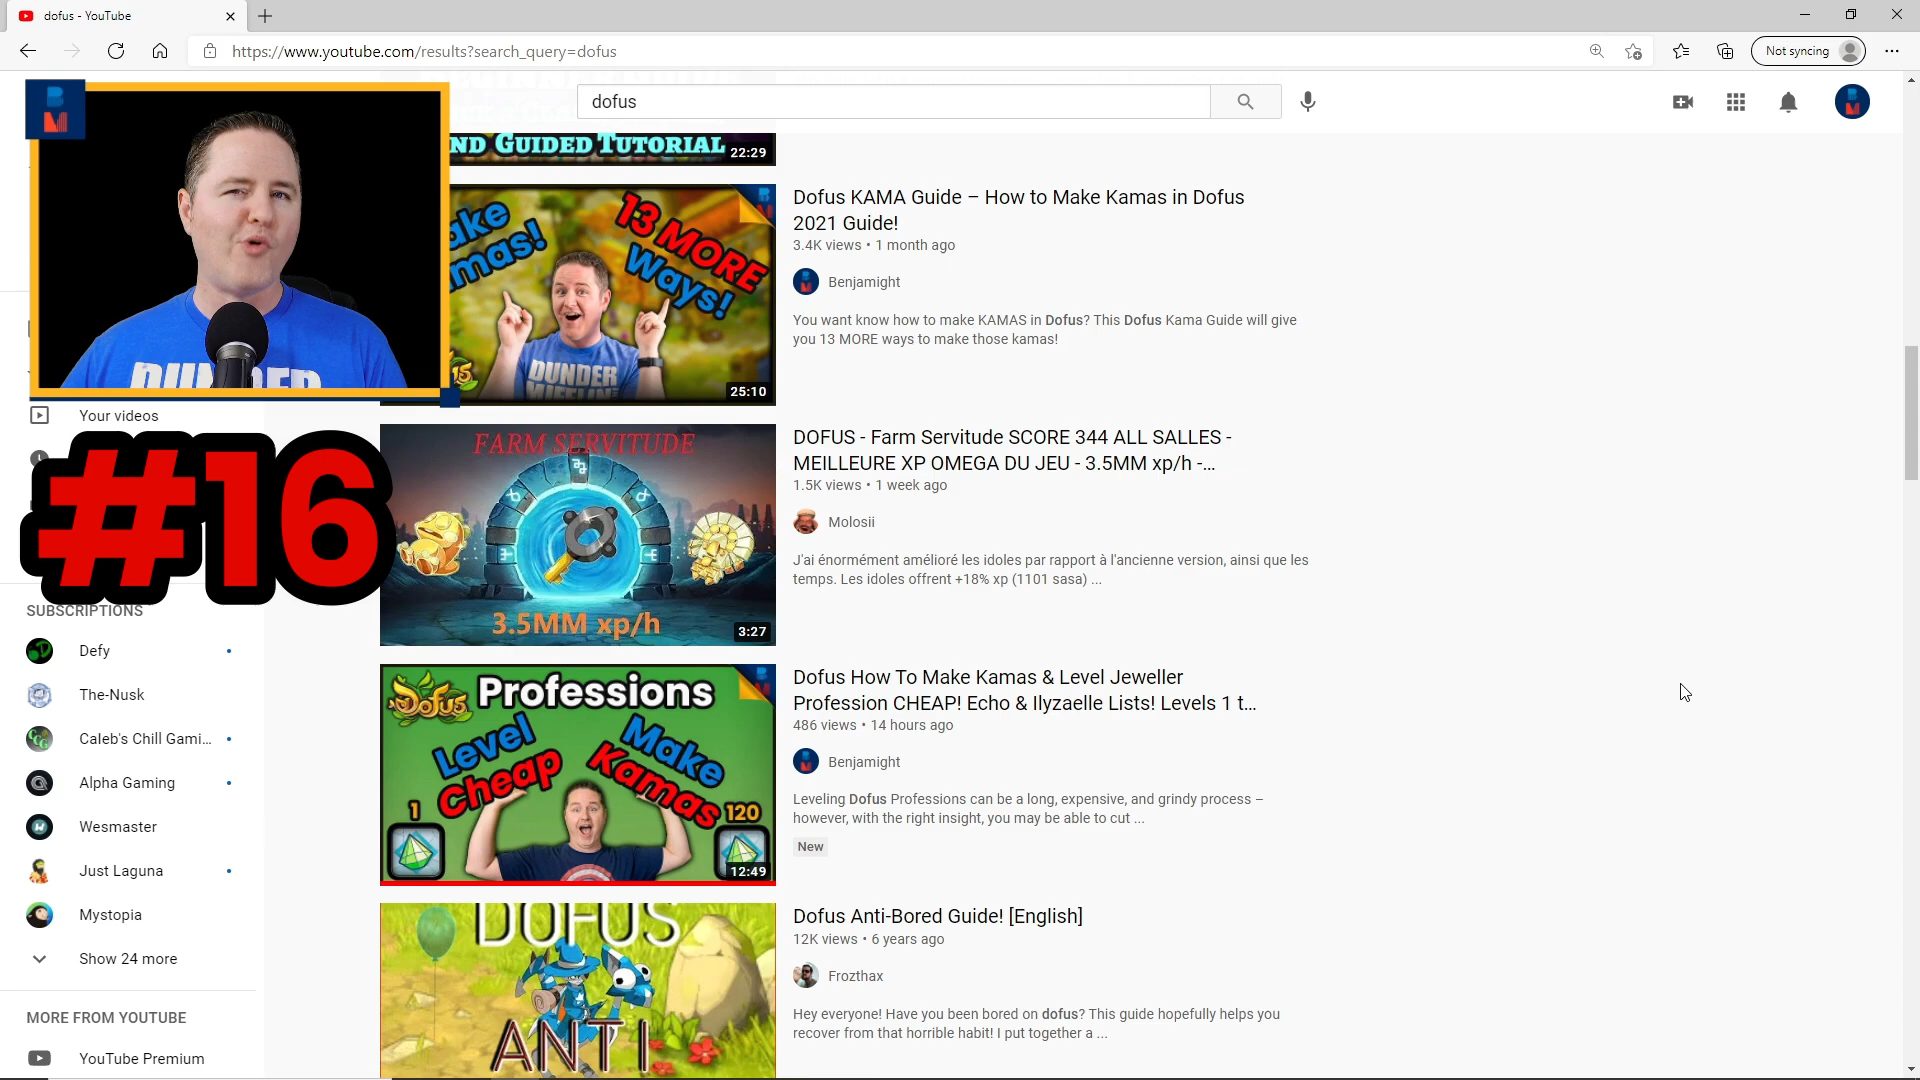 dofus - YouTube
https://www.youtube.com/results?search_query=dofus
Not syncing
BM
dofus
ND GUIDED TUTORIAL
22:29
Dofus KAMA Guide – How to Make Kamas in Dofus
2021 Guide!
3.4K views • 1 month ago
Benjamight
You want know how to make KAMAS in Dofus? This Dofus Kama Guide will give
you 13 MORE ways to make those kamas!
ake
mas!
13 MORE
Ways!
DUNDER
MIFFLIN
15
25:10
DUNDER
Your videos
#16
FARM SERVITUDE
3.5MM xp/h
3:27
DOFUS - Farm Servitude SCORE 344 ALL SALLES -
MEILLEURE XP OMEGA DU JEU - 3.5MM xp/h -...
1.5K views • 1 week ago
Molosii
J'ai énormément amélioré les idoles par rapport à l'ancienne version, ainsi que les
temps. Les idoles offrent +18% xp (1101 sasa) ...
SUBSCRIPTIONS
Defy
The-Nusk
Caleb's Chill Gami...
Alpha Gaming
Wesmaster
Just Laguna
Mystopia
Show 24 more
MORE FROM YOUTUBE
YouTube Premium
Dofus Professions
Level
Cheap
Make
Kamas
1
120
12:49
Dofus How To Make Kamas & Level Jeweller
Profession CHEAP! Echo & Ilyzaelle Lists! Levels 1 t...
486 views • 14 hours ago
Benjamight
Leveling Dofus Professions can be a long, expensive, and grindy process –
however, with the right insight, you may be able to cut ...
New
DOFUS
ANTI
Dofus Anti-Bored Guide! [English]
12K views • 6 years ago
Frozthax
Hey everyone! Have you been bored on dofus? This guide hopefully helps you
recover from that horrible habit! I put together a ...